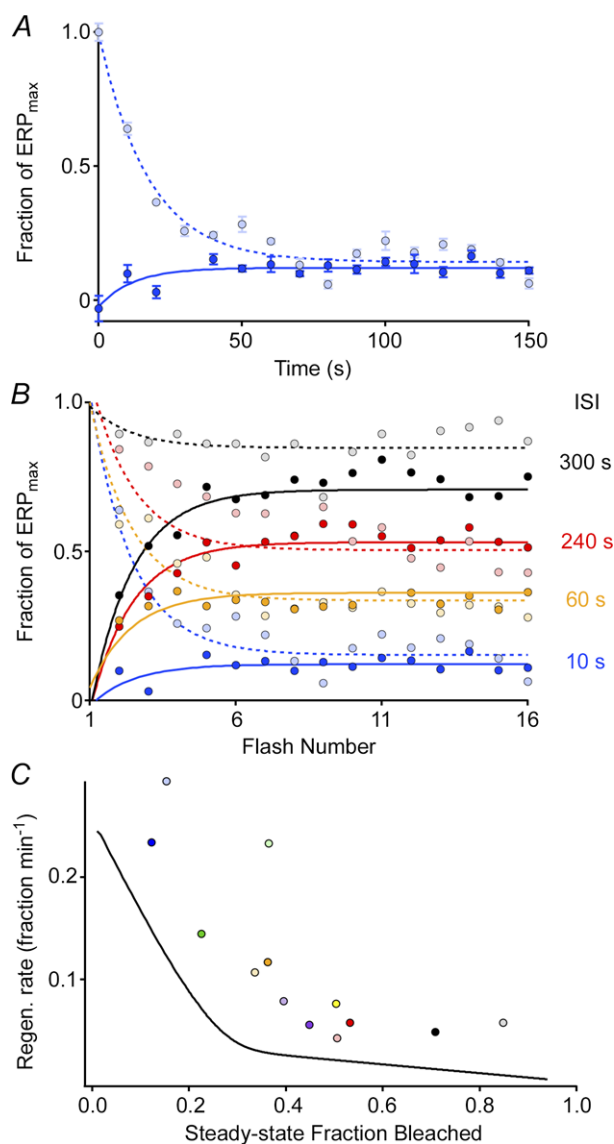 A
1.0
0.5
0
Fraction of ERPmax
0
50
100
150
Time (s)
B
ISI
1.0
0.5
0
Fraction of ERPmax
300 s
240 s
60 s
10 s
1
6
11
16
Flash Number
C
0.2
0.1
Regen. rate (fraction min-1)
0.0
0.2
0.4
0.6
0.8
1.0
Steady-state Fraction Bleached